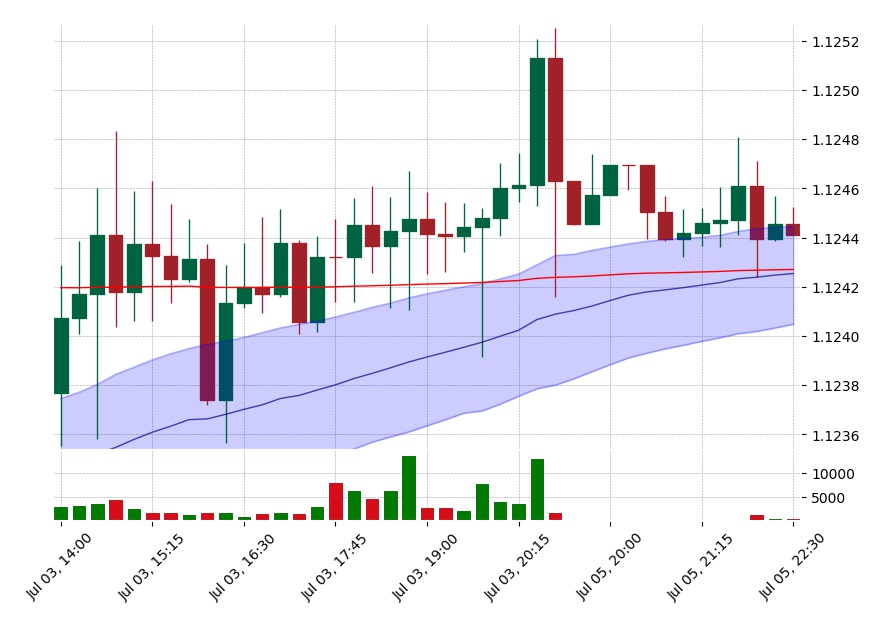 1.1252
1.1250
1.1248
1.1246
1.1244
1.1242
1.1240
1.1238
1.1236
10000
5000
Jul 03, 14:00
Jul 03, 15:15
Jul 03, 16:30
Jul 03, 17:45
Jul 03, 19:00
Jul 03, 20:15
Jul 05, 20:00
Jul 05, 21:15
Jul 05, 22:30